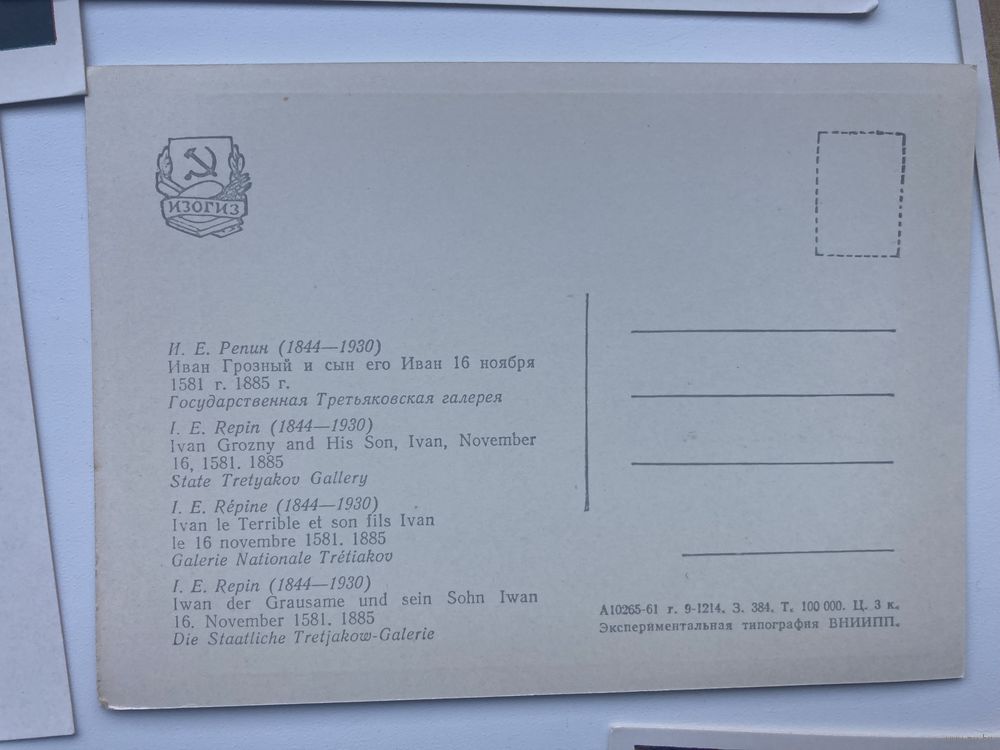 ИЗОГИЗ
И. Е. Репин (1844—1930)
Иван Грозный и сын его Иван 16 ноября
1581 г. 1885 г.
Государственная Третьяковская галерея
I. E. Repin (1844—1930)
Ivan Grozny and His Son, Ivan, November
16, 1581. 1885
State Tretyakov Gallery
I. E. Répine (1844—1930)
Ivan le Terrible et son fils Ivan
le 16 novembre 1581. 1885
Galerie Nationale Trétiakov
I. E. Repin (1844—1930)
Iwan der Grausame und sein Sohn Iwan
16. November 1581. 1885
Die Staatliche Tretjakow-Galerie
А10265-61 г. 9-1214. З. 384. Т. 100 000. Ц. 3 к.
Экспериментальная типография ВНИИПП.